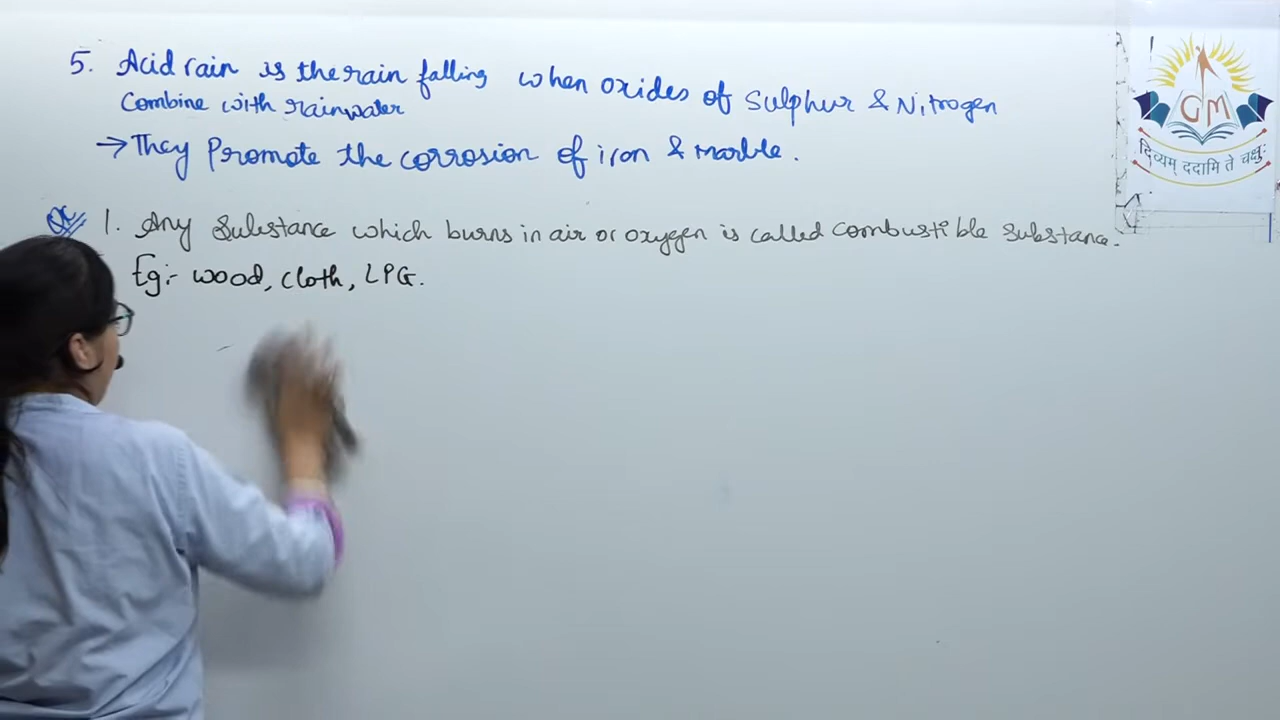 5. Acid rain is the rain falling when oxides of Sulphur & Nitrogen
Combine with rainwater
→ They Promote the corrosion of iron & Marble.
1. Any Substance which burns in air or oxygen is called combustible substance.
Eg:- wood, cloth, LPG.
GM
दिव्यम् ददामि ते चक्षुः